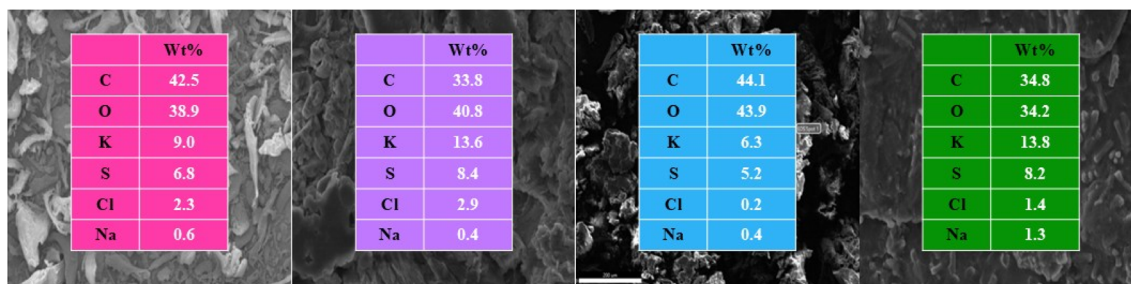 Wt%
C 42.5
O 38.9
K 9.0
S 6.8
Cl 2.3
Na 0.6
Wt%
C 33.8
O 40.8
K 13.6
S 8.4
Cl 2.9
Na 0.4
Wt%
C 44.1
O 43.9
K 6.3
S 5.2
Cl 0.2
Na 0.4
200 um
Wt%
C 34.8
O 34.2
K 13.8
S 8.2
Cl 1.4
Na 1.3